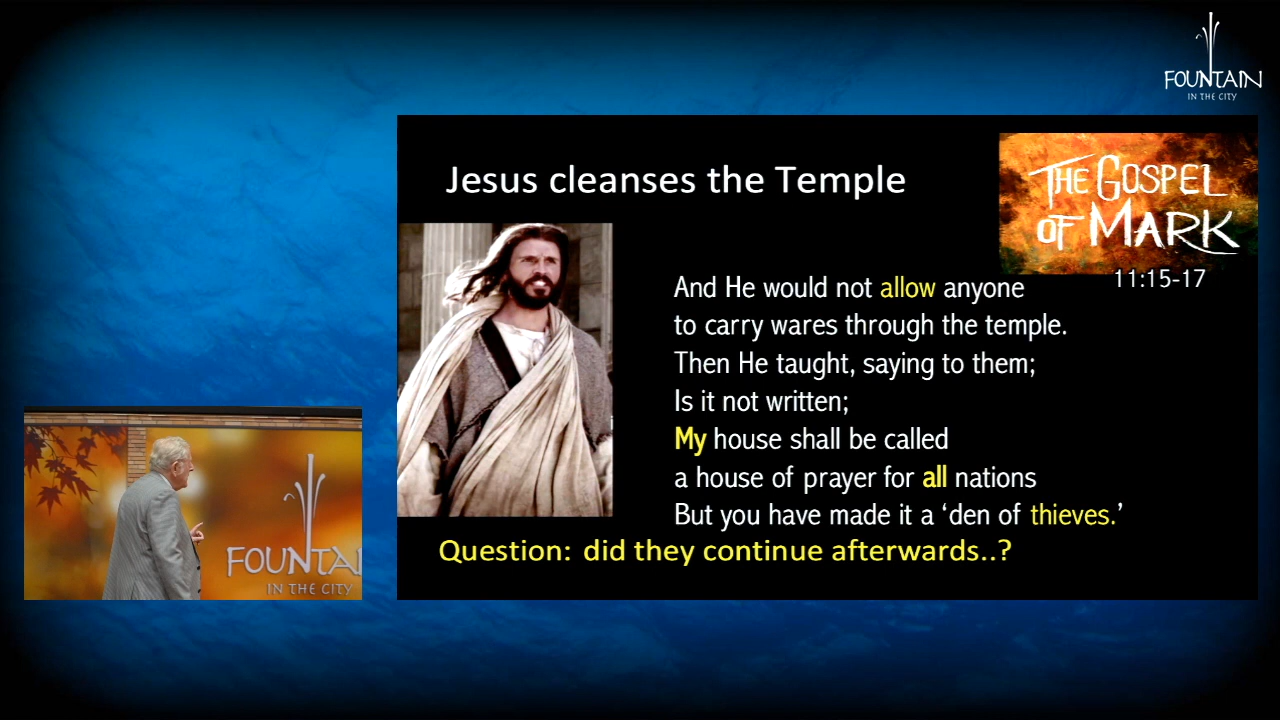 FOUNTAIN
IN THE CITY
Jesus cleanses the Temple
THE GOSPEL
OF MARK
11:15-17
And He would not allow anyone
to carry wares through the temple.
Then He taught, saying to them;
Is it not written;
My house shall be called
a house of prayer for all nations
But you have made it a ‘den of thieves.’
Question: did they continue afterwards..?
FOUNTAI
IN THE CITY